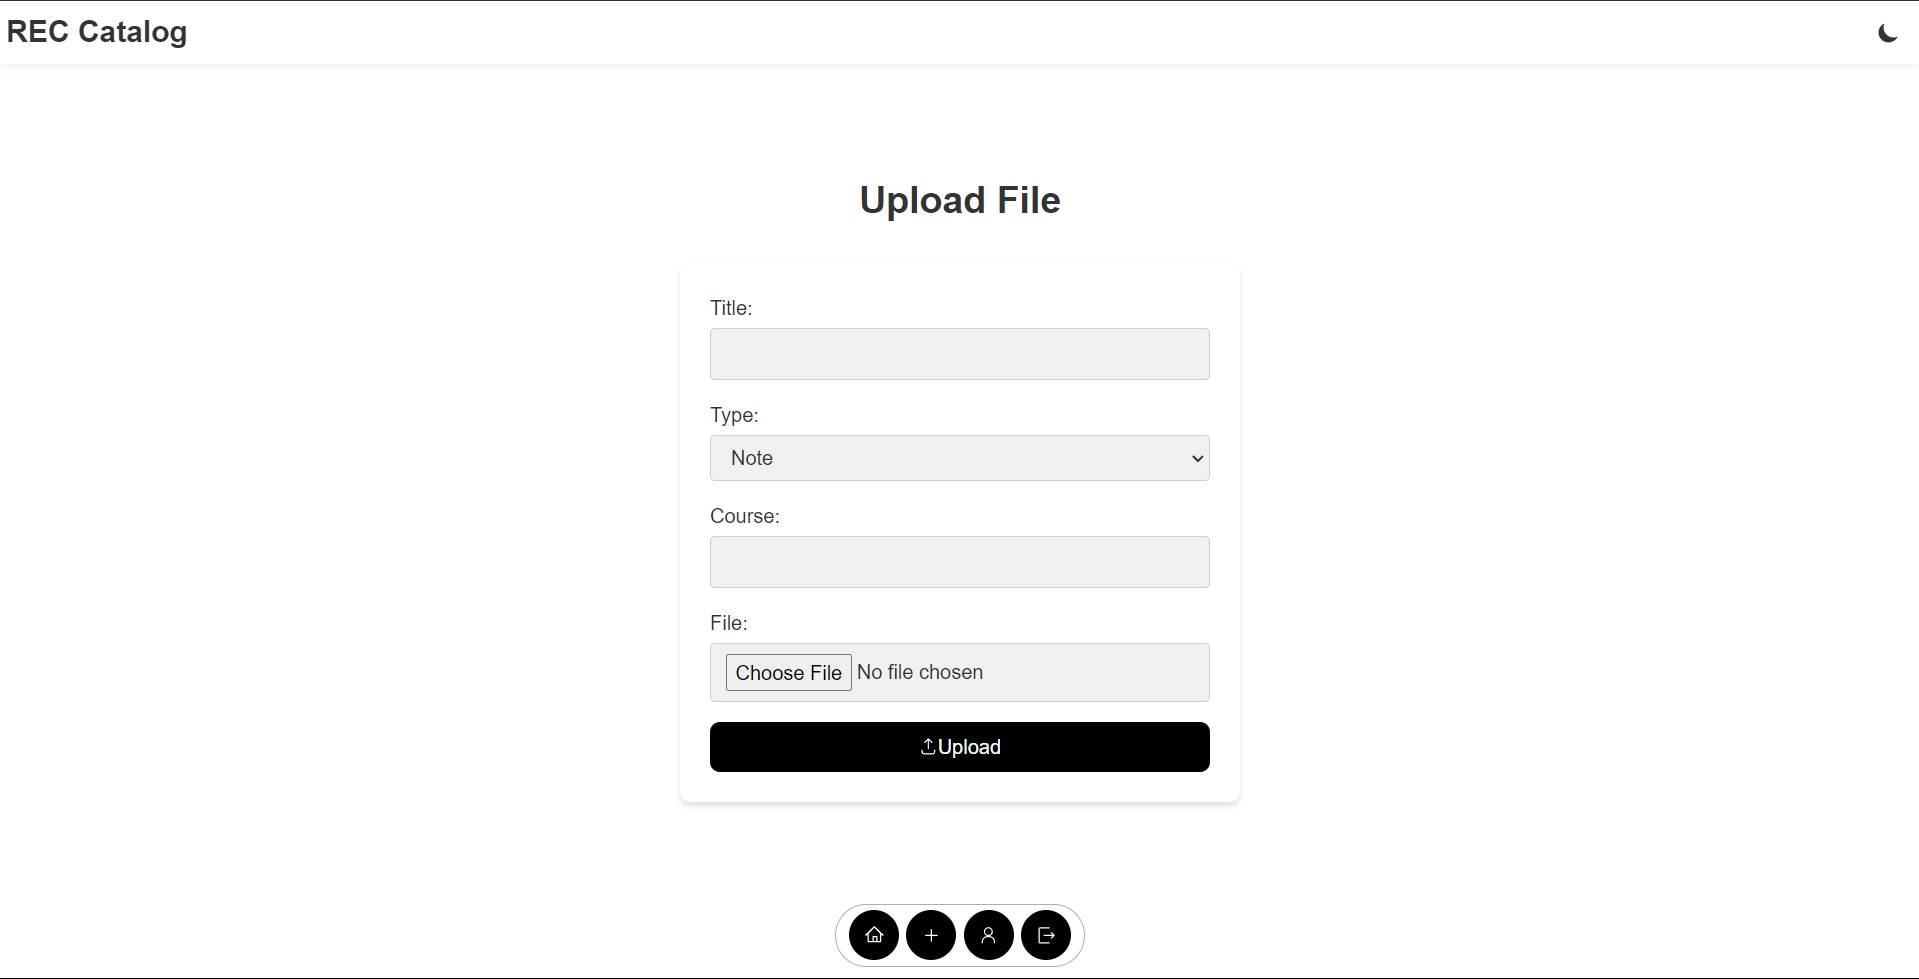 REC Catalog
Upload File
Title:
Type:
Note
Course:
File:
Choose File No file chosen
Upload